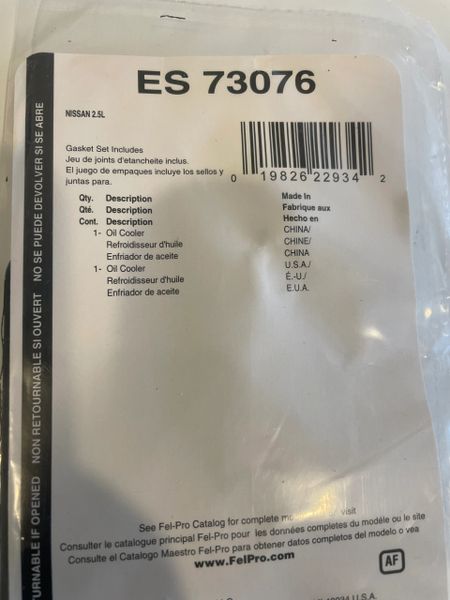 ES 73076
NISSAN 2.5L
0 19826 22934 2
Gasket Set Includes
Jeu de joints d'etancheite inclus.
El juego de empaques incluye los sellos y
juntas para.
Qty. Description Made In
Qté. Description Fabrique aux
Cont. Description Hecho en
1- Oil Cooler CHINA/
Refroidisseur d'huile CHINE/
Enfriador de aceite CHINA
1- Oil Cooler U.S.A./
Refroidisseur d'huile É.-U./
Enfriador de aceite E.U.A.
See Fel-Pro Catalog for complete visit
Consulter le catalogue principal Fel-Pro pour les données completes du modéle ou le site
Consulte el Catalogo Maestro Fel-Pro para obtener datos completos del modelo o vea
www.FelPro.com
AF
U.S.A.
TURNABLE IF OPENED NON RETOURNABLE SI OUVERT NO SE PUEDE DEVOLVER SI SE ABRE